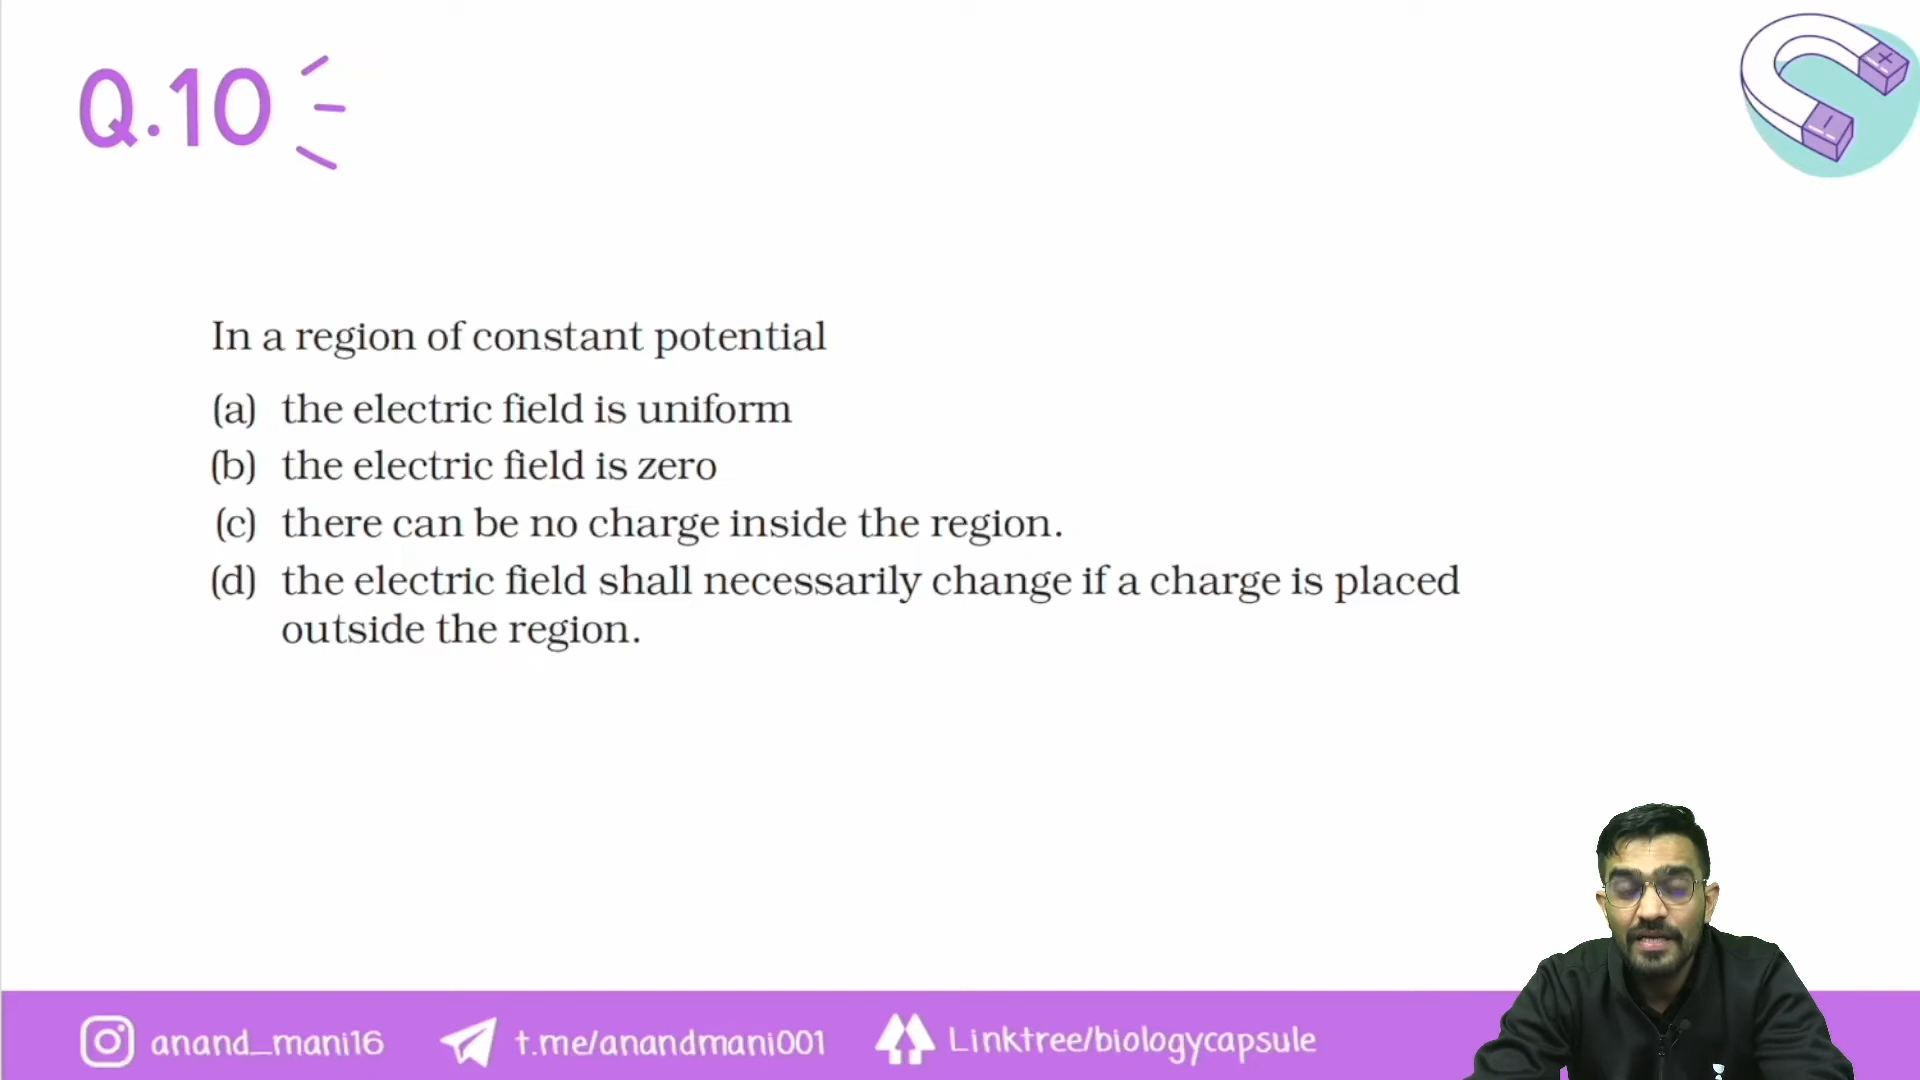 Q.10
In a region of constant potential
(a) the electric field is uniform
(b) the electric field is zero
(c) there can be no charge inside the region.
(d) the electric field shall necessarily change if a charge is placed
outside the region.
anand_mani16 t.me/anandmani001 Linktree/biologycapsule